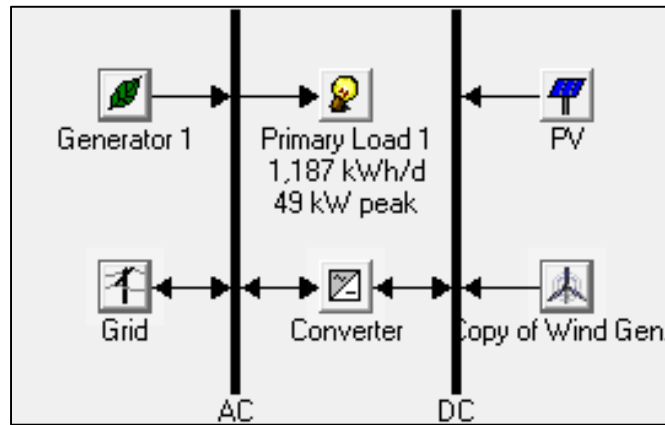 Generator 1
Primary Load 1
1,187 kWh/d
49 kW peak
PV
Grid
Converter
Copy of Wind Gen.
AC
DC